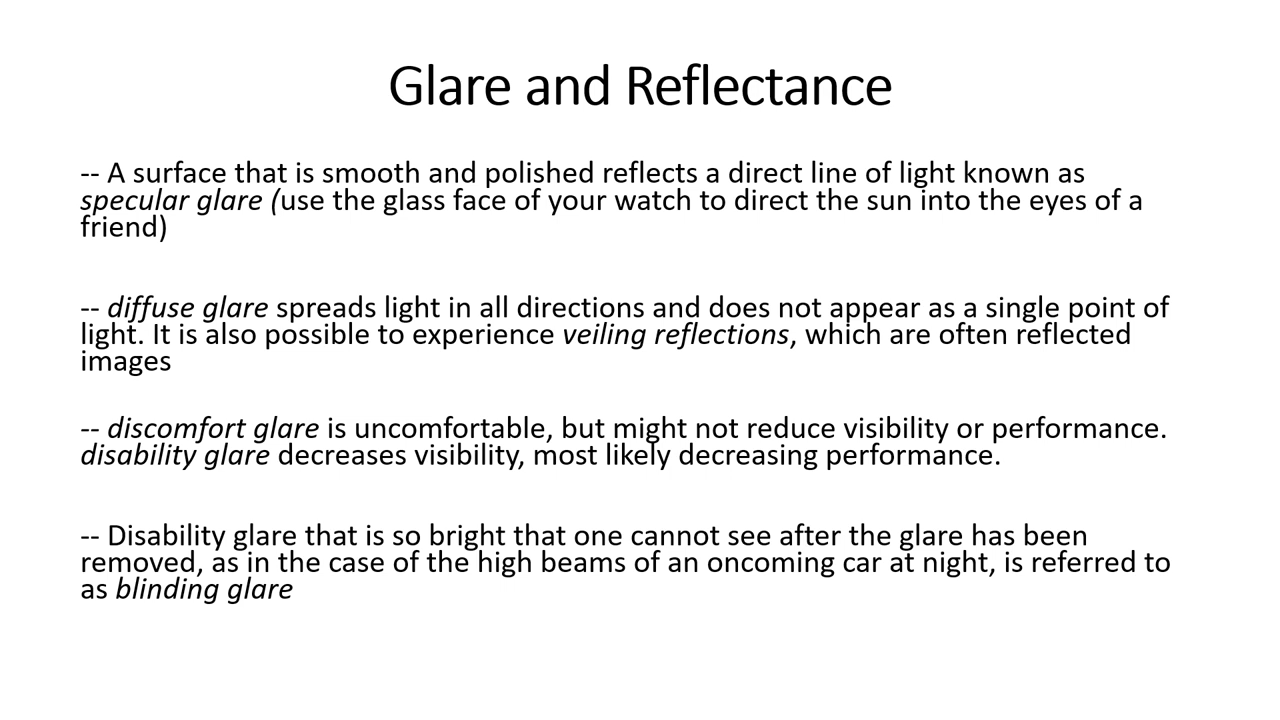 Glare and Reflectance
-- A surface that is smooth and polished reflects a direct line of light known as
specular glare (use the glass face of your watch to direct the sun into the eyes of a
friend)
-- diffuse glare spreads light in all directions and does not appear as a single point of
light. It is also possible to experience veiling reflections, which are often reflected
images
-- discomfort glare is uncomfortable, but might not reduce visibility or performance.
disability glare decreases visibility, most likely decreasing performance.
-- Disability glare that is so bright that one cannot see after the glare has been
removed, as in the case of the high beams of an oncoming car at night, is referred to
as blinding glare